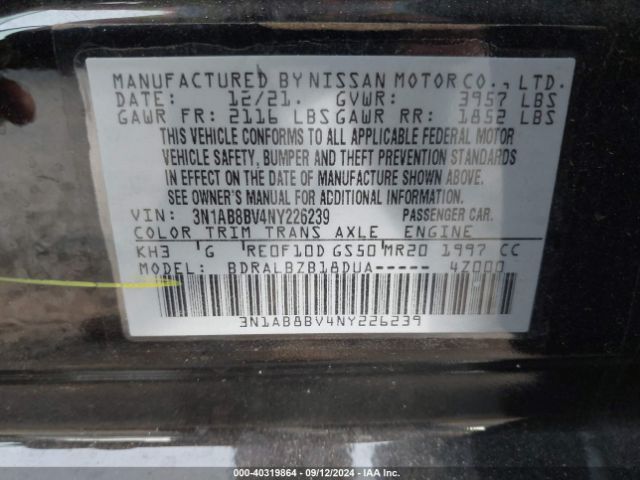 MANUFACTURED BY NISSAN MOTOR CO., LTD.
DATE: 12/21. GVWR: 3957 LBS
GAWR FR: 2116 LBS GAWR RR: 1852 LBS
THIS VEHICLE CONFORMS TO ALL APPLICABLE FEDERAL MOTOR
VEHICLE SAFETY, BUMPER AND THEFT PREVENTION STANDARDS
IN EFFECT ON THE DATE OF MANUFACTURE SHOWN ABOVE.
SEE OWNER'S MANUAL FOR ADDITIONAL INFORMATION.
VIN: 3N1AB8BV4NY226239 PASSENGER CAR.
COLOR TRIM TRANS AXLE ENGINE
KH3 G RE0F10D GS50 MR20 1997 CC
MODEL: BDRALBZB18DUA----- 4Z000
3N1AB8BV4NY226239
© 000-40319864 - 09/12/2024 - IAA Inc.